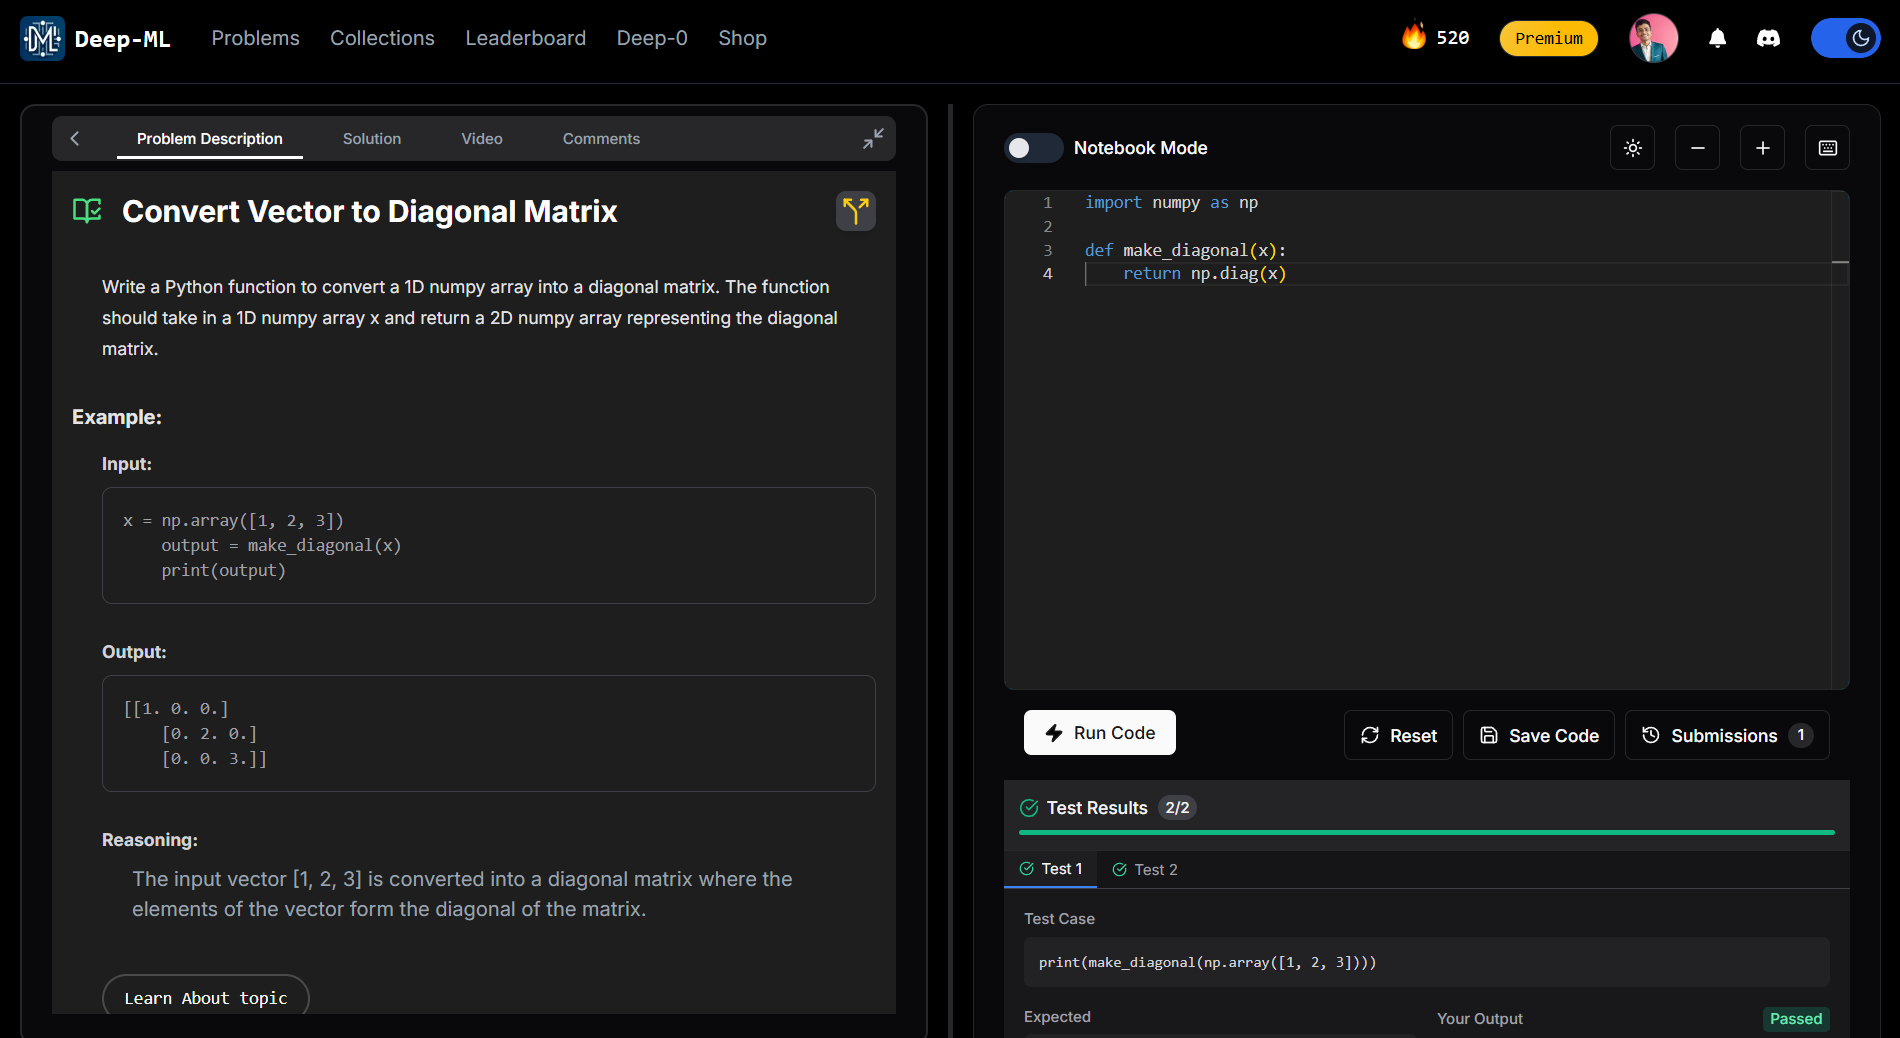 Deep-ML
Problems
Collections
Leaderboard
Deep-0
Shop
520
Premium
Problem Description
Solution
Video
Comments
Convert Vector to Diagonal Matrix
Write a Python function to convert a 1D numpy array into a diagonal matrix. The function
should take in a 1D numpy array x and return a 2D numpy array representing the diagonal
matrix.
Example:
Input:
x = np.array([1, 2, 3])
    output = make_diagonal(x)
    print(output)
Output:
[[1. 0. 0.]
    [0. 2. 0.]
    [0. 0. 3.]]
Reasoning:
The input vector [1, 2, 3] is converted into a diagonal matrix where the
elements of the vector form the diagonal of the matrix.
Learn About topic
Notebook Mode
1 import numpy as np
2
3 def make_diagonal(x):
4     return np.diag(x)
Run Code
Reset
Save Code
Submissions 1
Test Results 2/2
Test 1
Test 2
Test Case
print(make_diagonal(np.array([1, 2, 3])))
Expected
Your Output
Passed